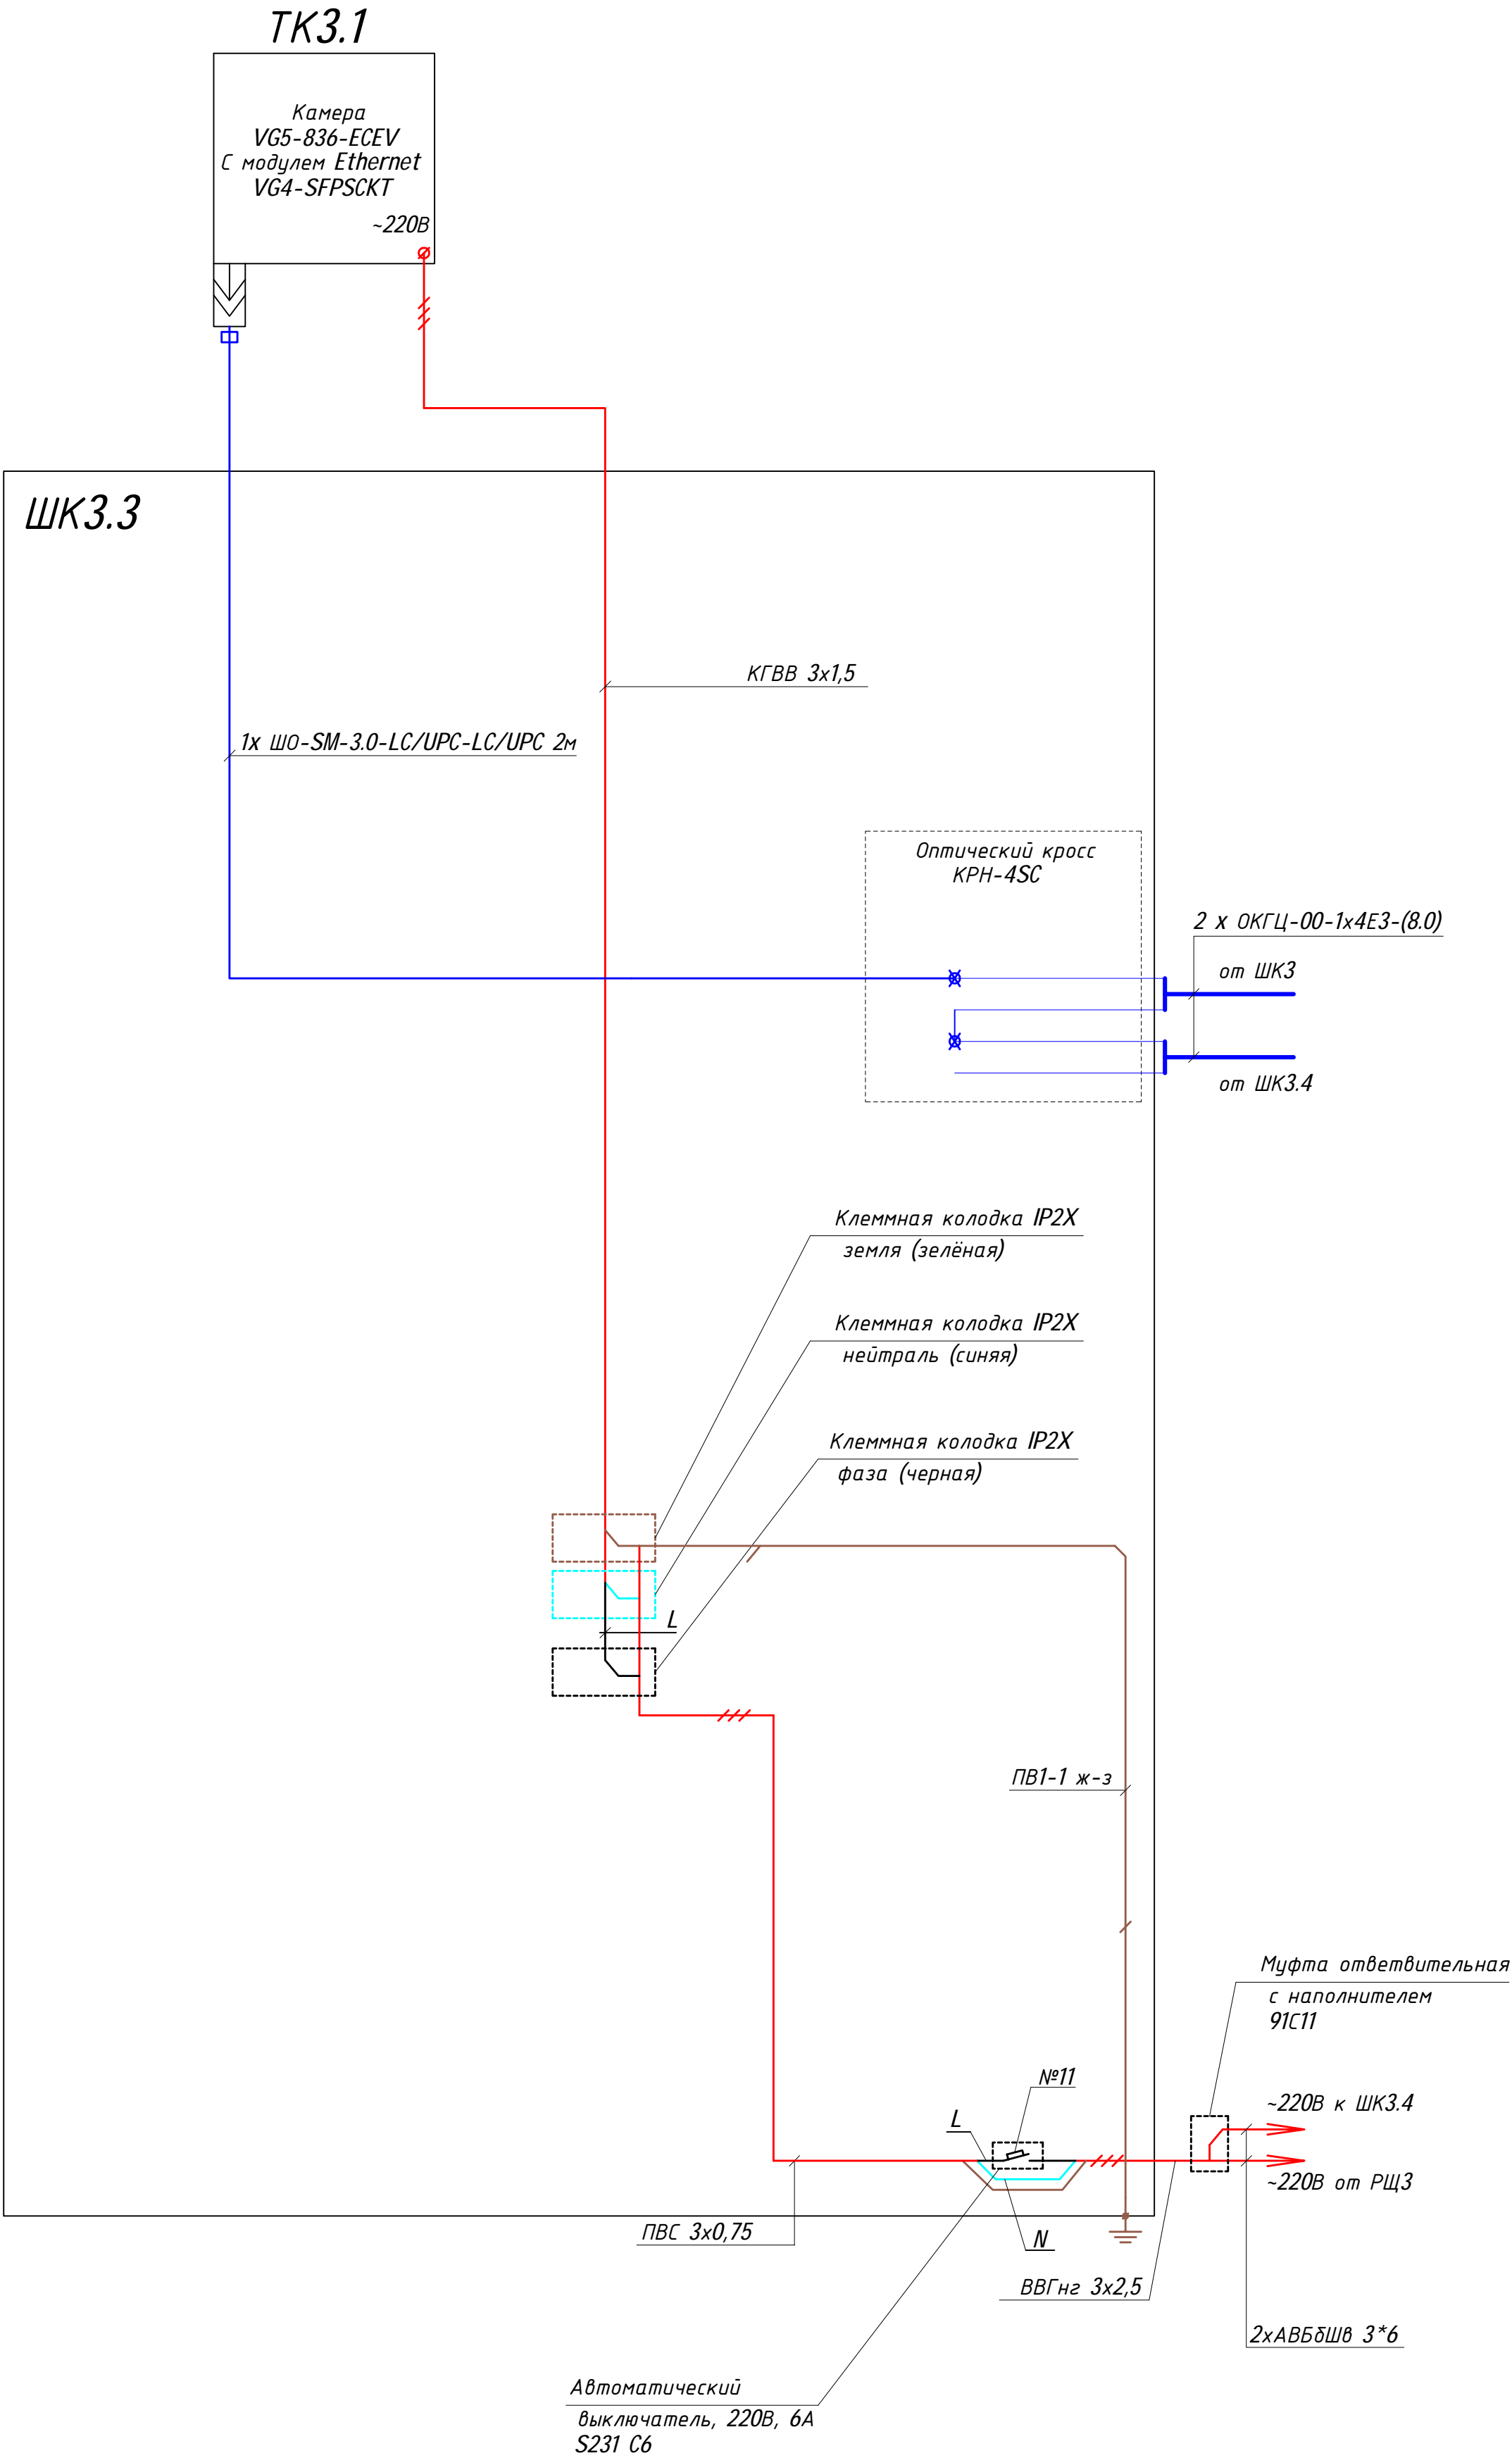 ТК3.1
Камера
VG5-836-ECEV
С модулем Ethernet
VG4-SFPSCKT
~220В
ШК3.3
КГВВ 3х1,5
1х ШО-SM-3.0-LC/UPC-LC/UPC 2м
Оптический кросс
КРН-4SC
2 х ОКГЦ-00-1х4Е3-(8.0)
от ШК3
от ШК3.4
Клеммная колодка IP2X
земля (зелёная)
Клеммная колодка IP2X
нейтраль (синяя)
Клеммная колодка IP2X
фаза (черная)
L
ПВ1-1 ж-з
Муфта ответвительная
с наполнителем
91С11
№11
L
~220В к ШК3.4
~220В от РЩ3
ПВС 3х0,75
N
ВВГнг 3х2,5
2хАВБбШв 3*6
Автоматический
выключатель, 220В, 6А
S231 C6